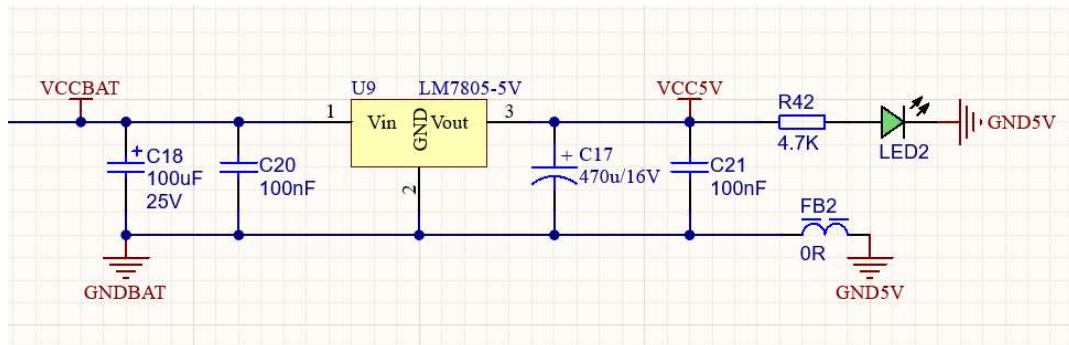 VCCBAT
U9
LM7805-5V
VCC5V
R42
1
Vin
GND
Vout
3
4.7K
LED2
GND5V
+
C18
100uF
25V
C20
100nF
2
+
C17
470u/16V
C21
100nF
FB2
0R
GNDBAT
GND5V